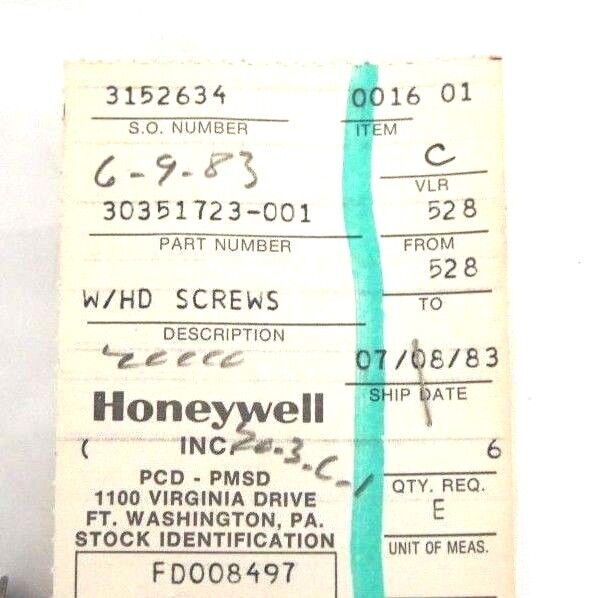 3152634 0016 01
S.O. NUMBER ITEM
6-9-83 C
VLR
30351723-001 528
PART NUMBER FROM
528
W/HD SCREWS TO
DESCRIPTION
07/08/83
SHIP DATE
Honeywell
( INC. 6
PCD - PMSD QTY. REQ.
1100 VIRGINIA DRIVE E
FT. WASHINGTON, PA.
STOCK IDENTIFICATION UNIT OF MEAS.
FD008497